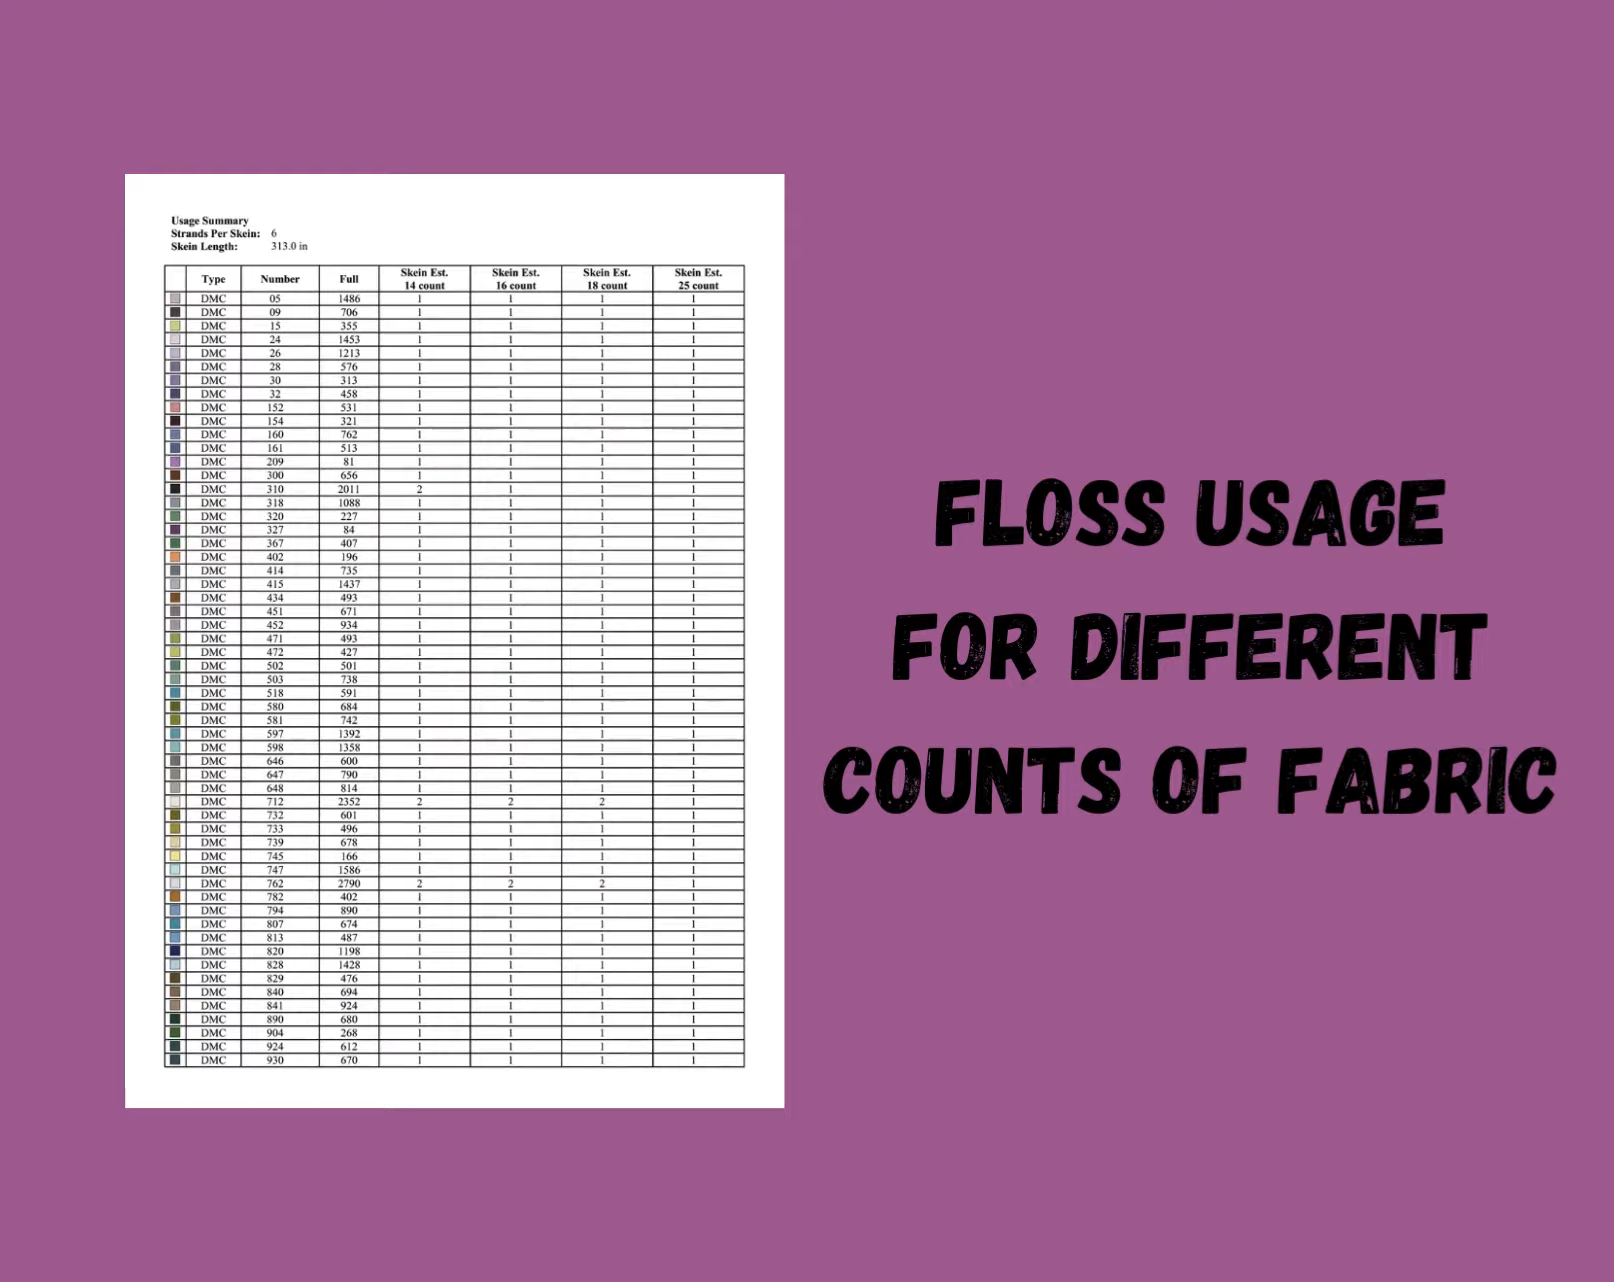 Usage Summary
Strands Per Skein: 6
Skein Length: 313.0 in
Type Number Full Skein Est. 14 count Skein Est. 16 count Skein Est. 18 count Skein Est. 25 count
DMC 05 1486 1 1 1 1
DMC 09 706 1 1 1 1
DMC 15 355 1 1 1 1
DMC 24 1453 1 1 1 1
DMC 26 1213 1 1 1 1
DMC 28 576 1 1 1 1
DMC 30 313 1 1 1 1
DMC 32 458 1 1 1 1
DMC 152 531 1 1 1 1
DMC 154 321 1 1 1 1
DMC 160 762 1 1 1 1
DMC 161 513 1 1 1 1
DMC 209 81 1 1 1 1
DMC 300 656 1 1 1 1
DMC 310 2011 2 1 1 1
DMC 318 1088 1 1 1 1
DMC 320 227 1 1 1 1
DMC 327 84 1 1 1 1
DMC 367 407 1 1 1 1
DMC 402 196 1 1 1 1
DMC 414 735 1 1 1 1
DMC 415 1437 1 1 1 1
DMC 434 493 1 1 1 1
DMC 451 671 1 1 1 1
DMC 452 934 1 1 1 1
DMC 471 493 1 1 1 1
DMC 472 427 1 1 1 1
DMC 502 501 1 1 1 1
DMC 503 738 1 1 1 1
DMC 518 591 1 1 1 1
DMC 580 684 1 1 1 1
DMC 581 742 1 1 1 1
DMC 597 1392 1 1 1 1
DMC 598 1358 1 1 1 1
DMC 646 600 1 1 1 1
DMC 647 790 1 1 1 1
DMC 648 814 1 1 1 1
DMC 712 2352 2 2 2 1
DMC 732 601 1 1 1 1
DMC 733 496 1 1 1 1
DMC 739 678 1 1 1 1
DMC 745 166 1 1 1 1
DMC 747 1586 1 1 1 1
DMC 762 2790 2 2 2 1
DMC 782 402 1 1 1 1
DMC 794 890 1 1 1 1
DMC 807 674 1 1 1 1
DMC 813 487 1 1 1 1
DMC 820 1198 1 1 1 1
DMC 828 1428 1 1 1 1
DMC 829 476 1 1 1 1
DMC 840 694 1 1 1 1
DMC 841 924 1 1 1 1
DMC 890 680 1 1 1 1
DMC 904 268 1 1 1 1
DMC 924 612 1 1 1 1
DMC 930 670 1 1 1 1
FLOSS USAGE
FOR DIFFERENT
COUNTS OF FABRIC